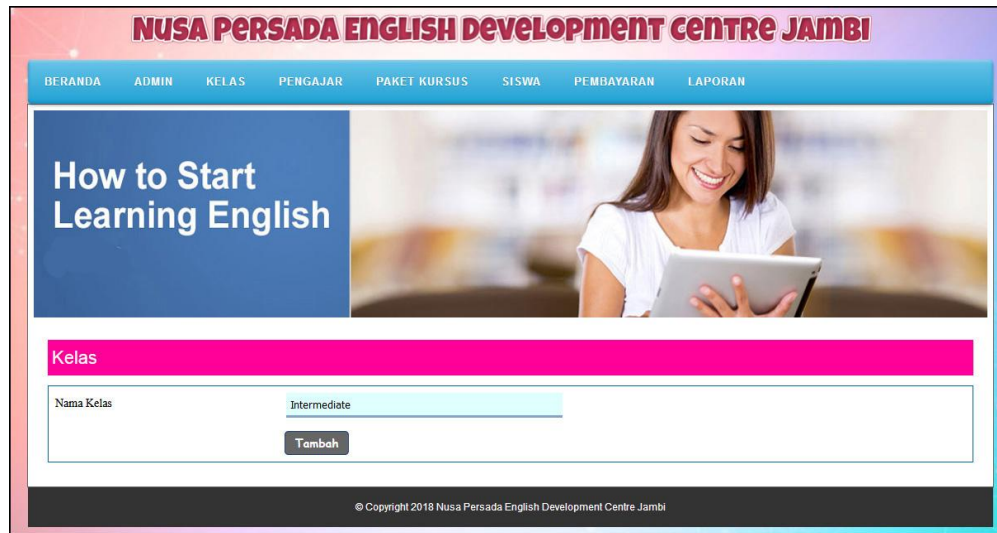 NUSA PERSADA ENGLISH DEVELOPMENT CENTRE JAMBI
BERANDA ADMIN KELAS PENGAJAR PAKET KURSUS SISWA PEMBAYARAN LAPORAN
How to Start
Learning English
Kelas
Nama Kelas Intermediate
Tambah
© Copyright 2018 Nusa Persada English Development Centre Jambi